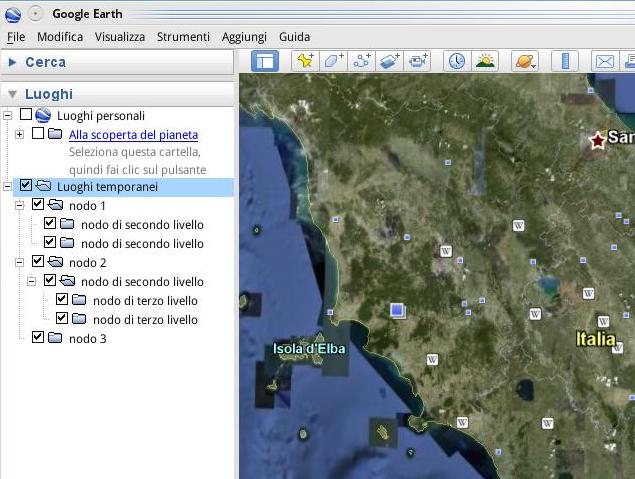 Google Earth
File Modifica Visualizza Strumenti Aggiungi Guida
Cerca
Luoghi
Luoghi personali
Alla scoperta del pianeta
Seleziona questa cartella,
quindi fai clic sul pulsante
Luoghi temporanei
nodo 1
nodo di secondo livello
nodo di secondo livello
nodo 2
nodo di secondo livello
nodo di terzo livello
nodo di terzo livello
nodo 3
San
W
W
W
W
W
Italia
W
Isola d'Elba
W
W
W